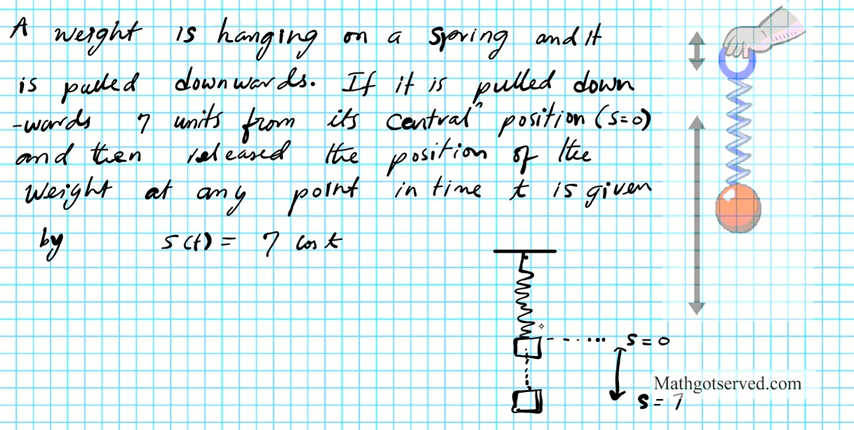 A weight is hanging on a spring and it
is pulled downwards. If it is pulled down
-wards 7 units from its central position (s=0)
and then released the position of the
weight at any point in time t is given
by s(t) = 7 cos t
s = 0
Mathgotserved.com
s = 7